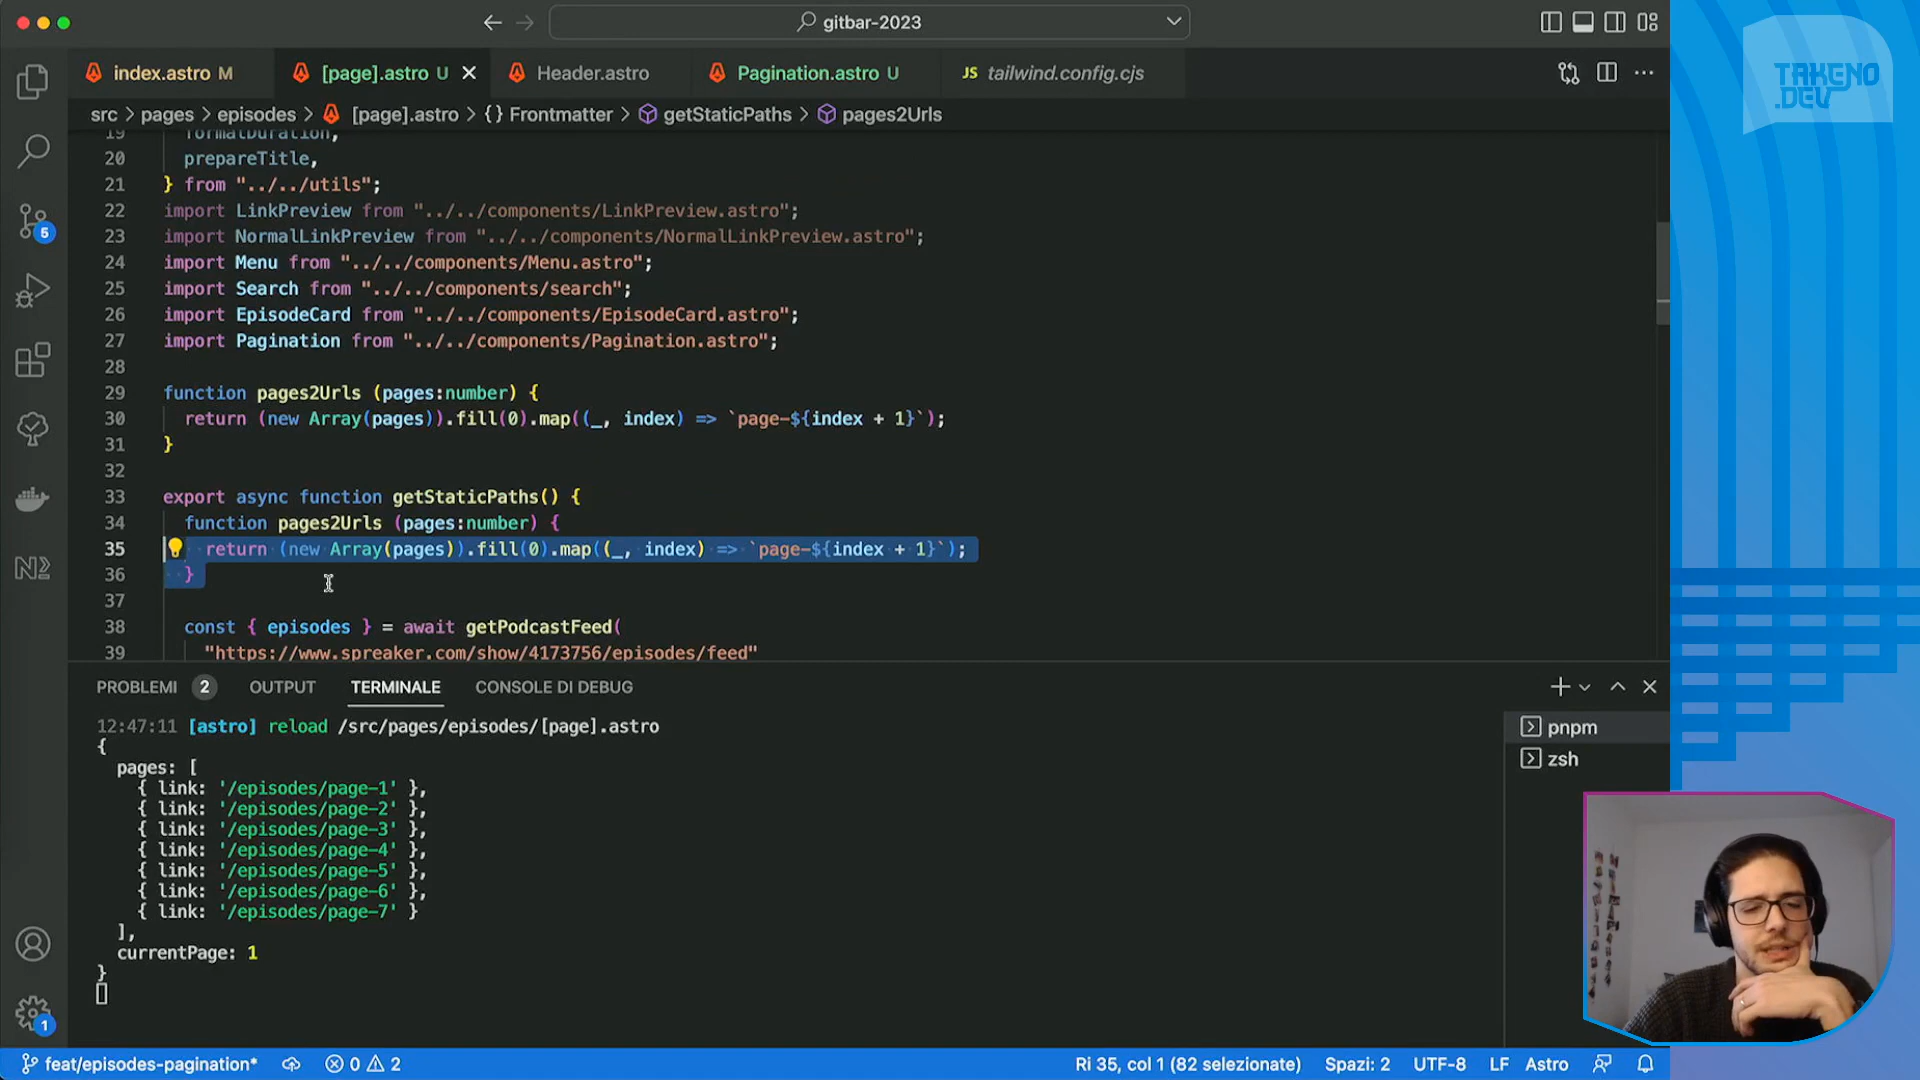 gitbar-2023
index.astro M
[page].astro U
Header.astro
Pagination.astro U
JS tailwind.config.cjs
src > pages > episodes > [page].astro > {} Frontmatter > getStaticPaths > pages2Urls
19 formatDuration,
20 prepareTitle,
21 } from "../../utils";
22 import LinkPreview from "../../components/LinkPreview.astro";
23 import NormalLinkPreview from "../../components/NormalLinkPreview.astro";
24 import Menu from "../../components/Menu.astro";
25 import Search from "../../components/search";
26 import EpisodeCard from "../../components/EpisodeCard.astro";
27 import Pagination from "../../components/Pagination.astro";
28
29 function pages2Urls (pages:number) {
30 return (new Array(pages)).fill(0).map((_, index) => `page-${index + 1}`);
31 }
32
33 export async function getStaticPaths() {
34 function pages2Urls (pages:number) {
35 return (new Array(pages)).fill(0).map((_, index) => `page-${index + 1}`);
36 }
37
38 const { episodes } = await getPodcastFeed(
39 "https://www.spreaker.com/show/4173756/episodes/feed"
PROBLEMI 2 OUTPUT TERMINALE CONSOLE DI DEBUG
12:47:11 [astro] reload /src/pages/episodes/[page].astro
{
pages: [
{ link: '/episodes/page-1' },
{ link: '/episodes/page-2' },
{ link: '/episodes/page-3' },
{ link: '/episodes/page-4' },
{ link: '/episodes/page-5' },
{ link: '/episodes/page-6' },
{ link: '/episodes/page-7' }
],
currentPage: 1
}
pnpm
zsh
5
1
feat/episodes-pagination* 0 2
Ri 35, col 1 (82 selezionate) Spazi: 2 UTF-8 LF Astro
TAKENO
.DEV